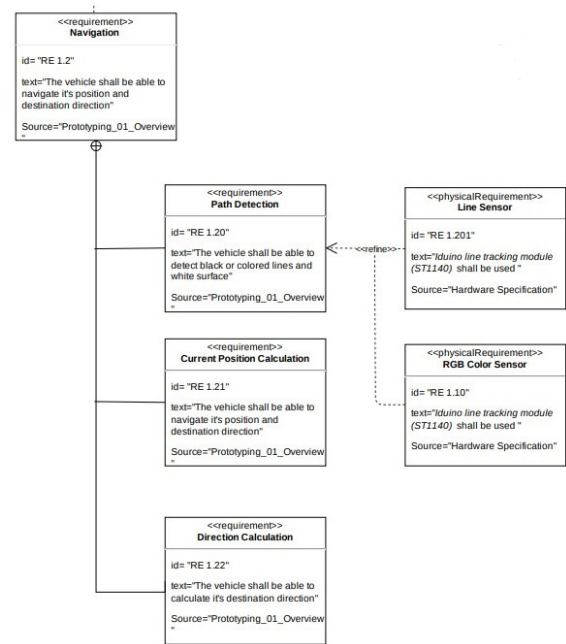 <<requirement>>
Navigation
id= "RE 1.2"
text="The vehicle shall be able to
navigate it's position and
destination direction"
Source="Prototyping_01_Overview
"
<<requirement>>
Path Detection
id= "RE 1.20"
text="The vehicle shall be able to
detect black or colored lines and
white surface"
Source="Prototyping_01_Overview
"
<<refine>>
<<physicalRequirement>>
Line Sensor
id= "RE 1.201"
text="Iduino line tracking module
(ST1140) shall be used "
Source="Hardware Specification"
<<requirement>>
Current Position Calculation
id= "RE 1.21"
text="The vehicle shall be able to
navigate it's position and
destination direction"
Source="Prototyping_01_Overview
"
<<physicalRequirement>>
RGB Color Sensor
id= "RE 1.10"
text="Iduino line tracking module
(ST1140) shall be used "
Source="Hardware Specification"
<<requirement>>
Direction Calculation
id= "RE 1.22"
text="The vehicle shall be able to
calculate it's destination direction"
Source="Prototyping_01_Overview
"